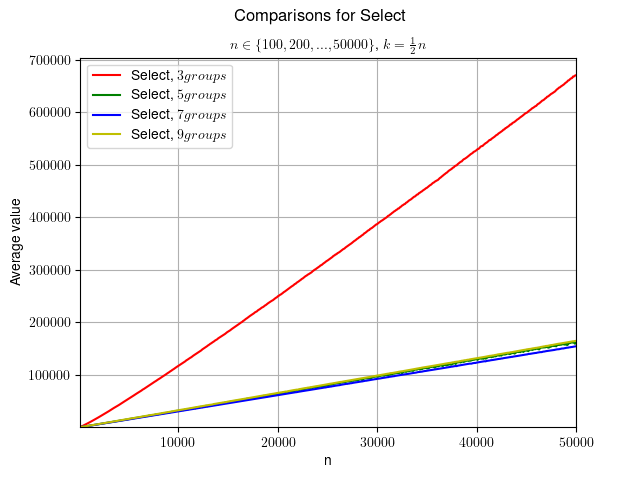 Comparisons for Select
n ∈ {100, 200, ..., 50000}, k = ½n
700000
600000
500000
400000
300000
200000
100000
Average value
Select, 3groups
Select, 5groups
Select, 7groups
Select, 9groups
10000 20000 30000 40000 50000
n